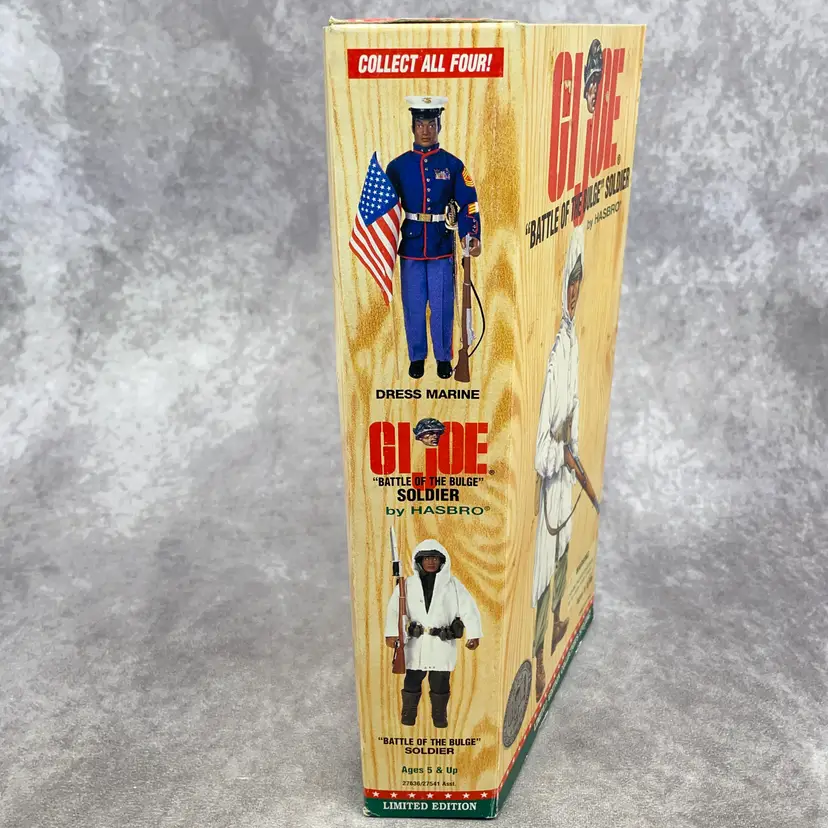 COLLECT ALL FOUR!
DRESS MARINE
GI JOE®
"BATTLE OF THE BULGE"
SOLDIER
by HASBRO®
"BATTLE OF THE BULGE"
SOLDIER
Ages 5 & Up
LIMITED EDITION
GI JOE®
"BATTLE OF THE BULGE" SOLDIER
by HASBRO®